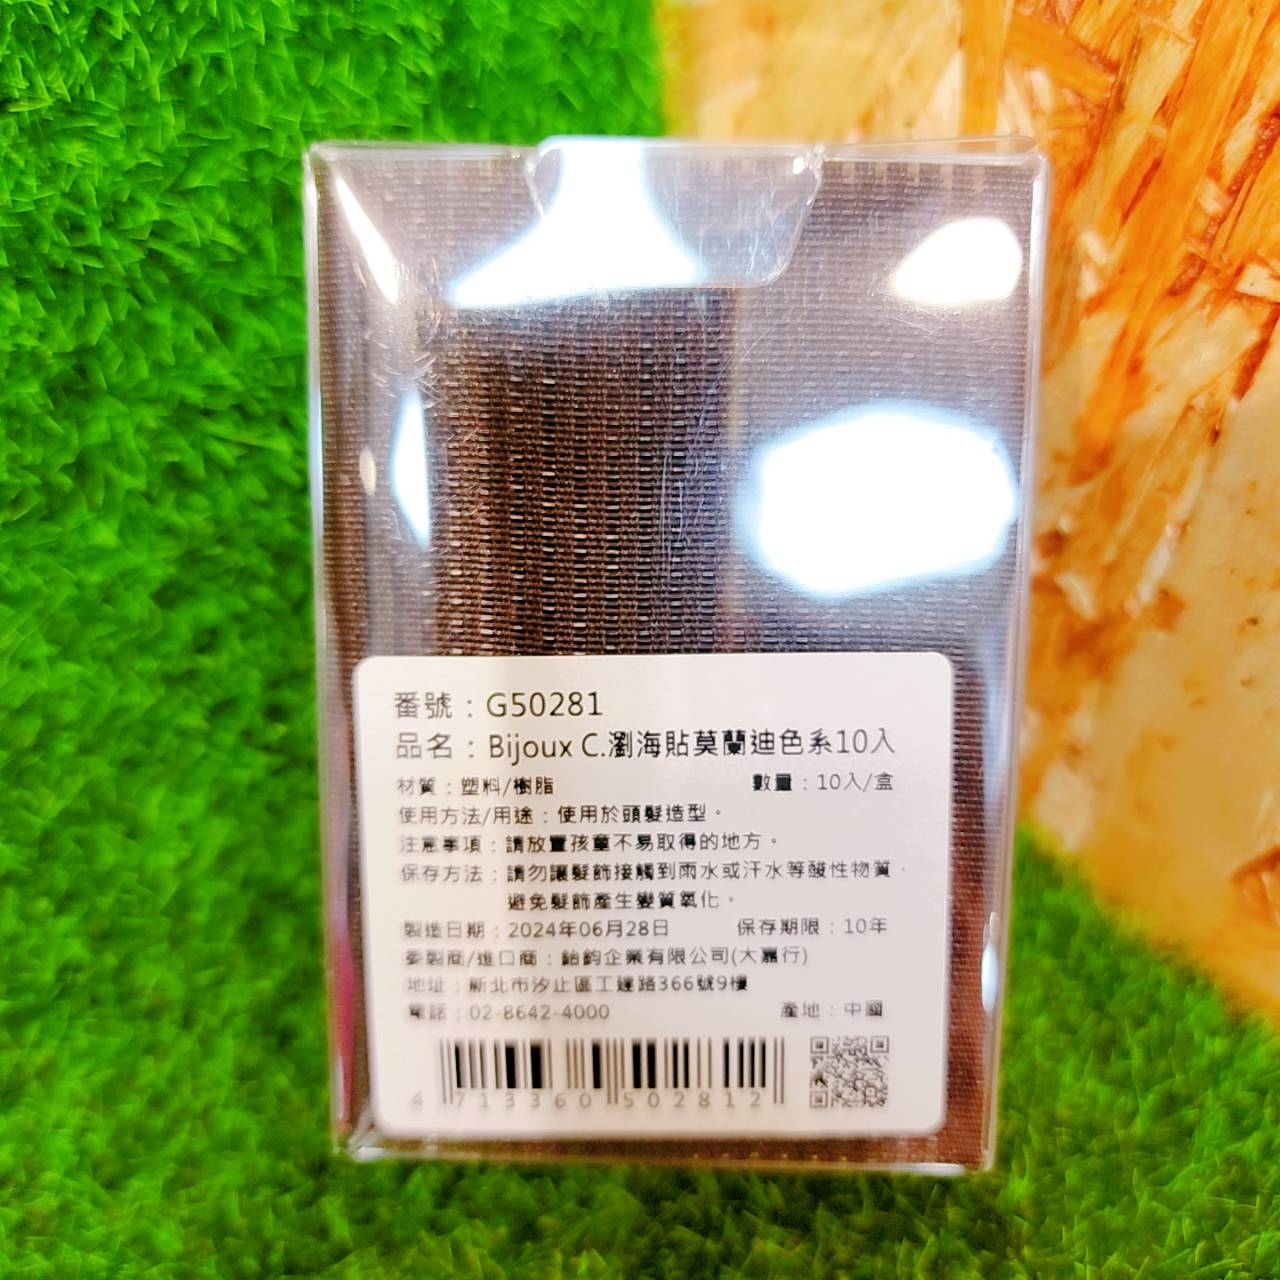 番號：G50281
品名：Bijoux C.瀏海貼莫蘭迪色系10入
材質：塑料/樹脂 數量：10入/盒
使用方法/用途：使用於頭髮造型。
注意事項：請放置孩童不易取得的地方。
保存方法：請勿讓髮飾接觸到雨水或汗水等酸性物質，
避免髮飾產生變質氧化。
製造日期：2024年06月28日 保存期限：10年
委製商/進口商：鉑鈞企業有限公司(大嘉行)
地址：新北市汐止區工建路366號9樓
電話：02-8642-4000 產地：中國
4 713360 502812